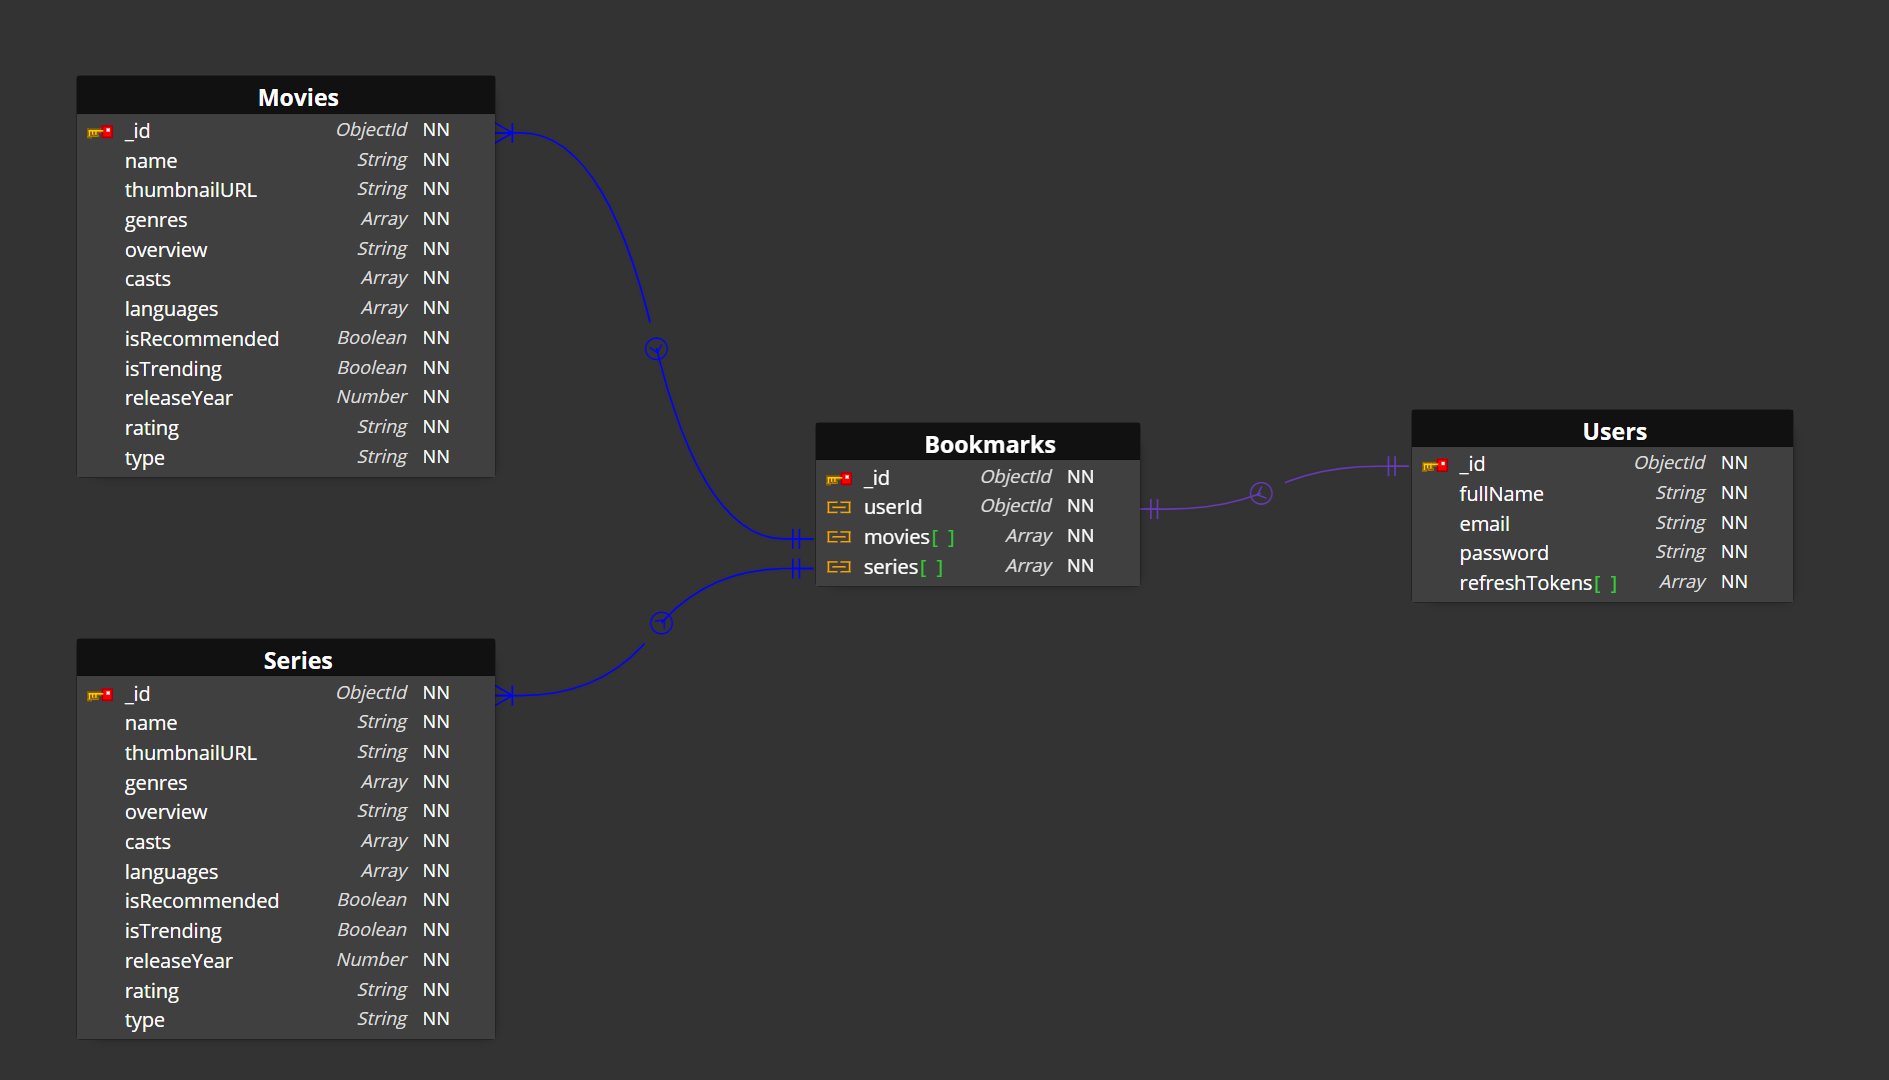 Movies
_id ObjectId NN
name String NN
thumbnailURL String NN
genres Array NN
overview String NN
casts Array NN
languages Array NN
isRecommended Boolean NN
isTrending Boolean NN
releaseYear Number NN
rating String NN
type String NN
Bookmarks
_id ObjectId NN
userId ObjectId NN
movies[ ] Array NN
series[ ] Array NN
Users
_id ObjectId NN
fullName String NN
email String NN
password String NN
refreshTokens[ ] Array NN
Series
_id ObjectId NN
name String NN
thumbnailURL String NN
genres Array NN
overview String NN
casts Array NN
languages Array NN
isRecommended Boolean NN
isTrending Boolean NN
releaseYear Number NN
rating String NN
type String NN